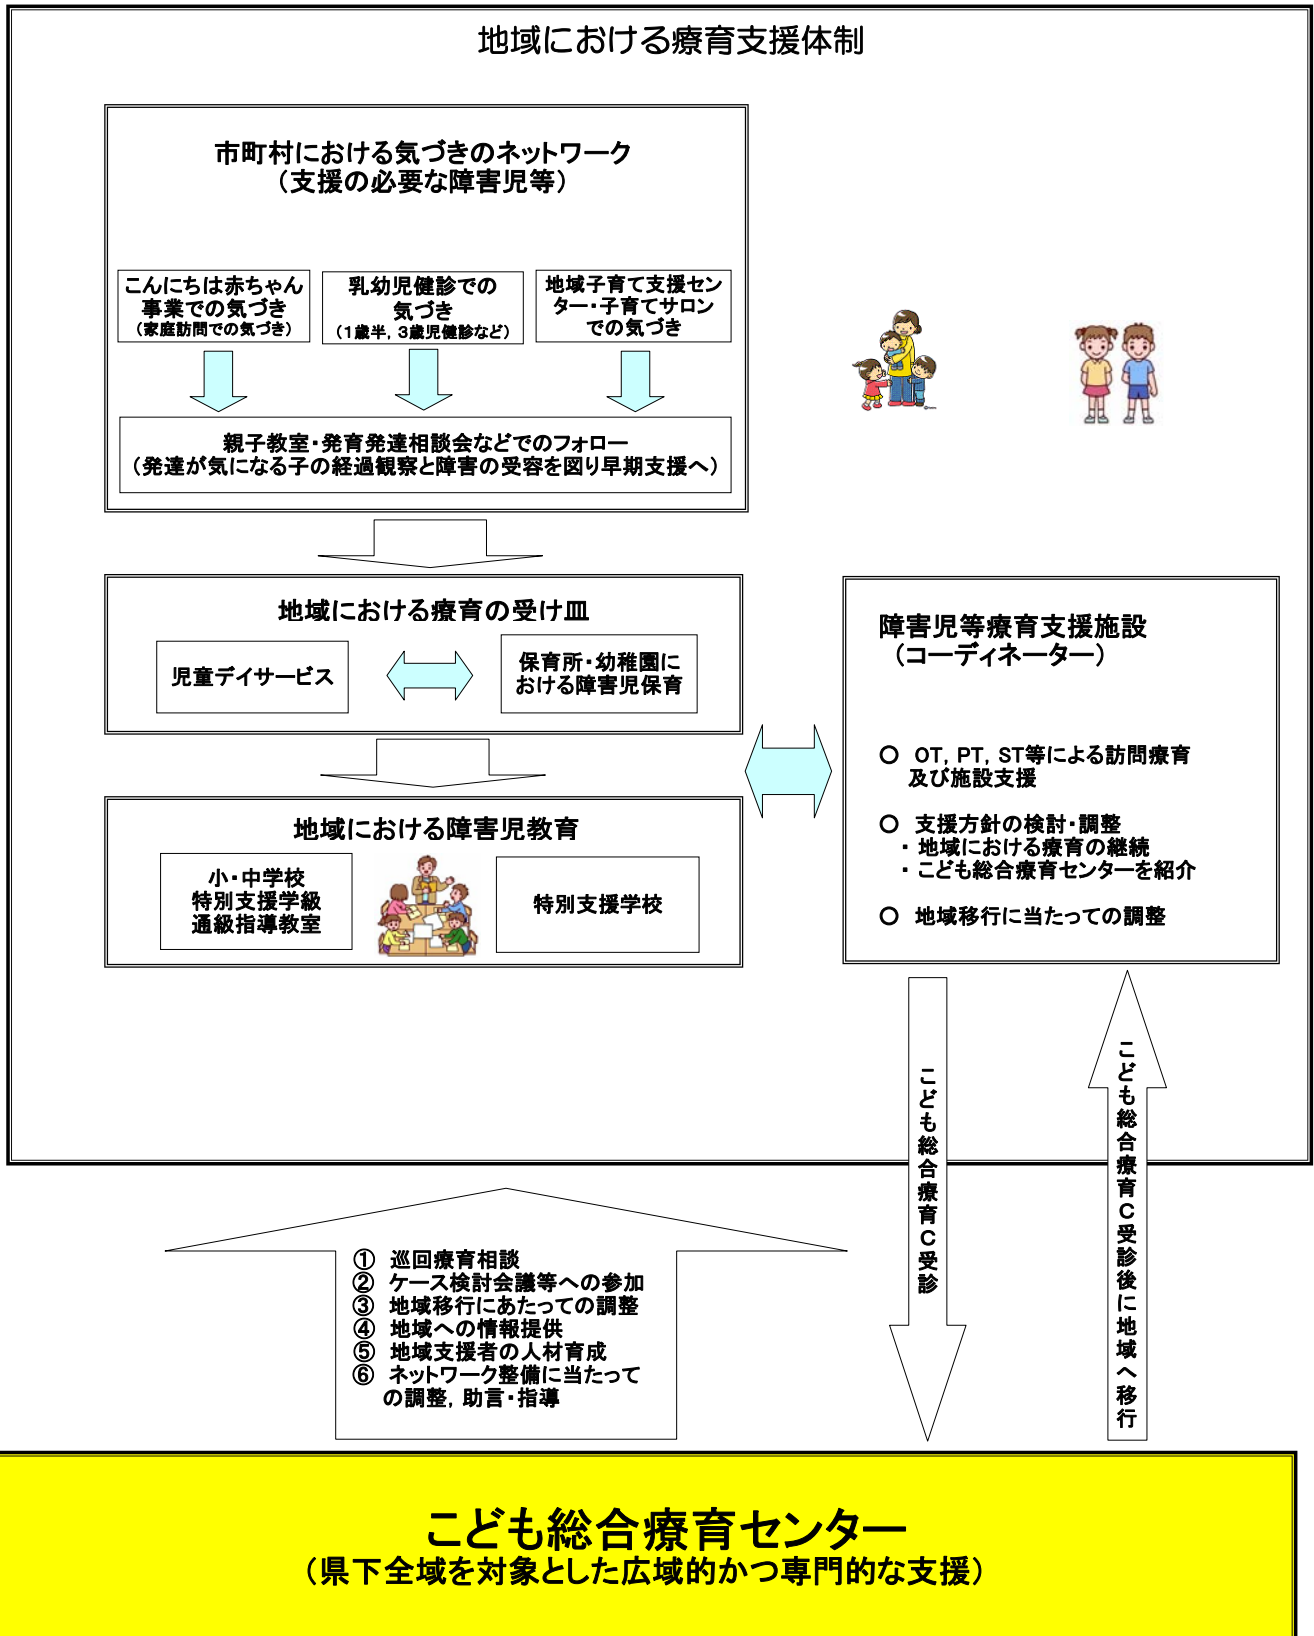 地域における療育支援体制
市町村における気づきのネットワーク
（支援の必要な障害児等）
こんにちは赤ちゃん
事業での気づき
（家庭訪問での気づき）
乳幼児健診での
気づき
（1歳半，3歳児健診など）
地域子育て支援セン
ター・子育てサロン
での気づき
親子教室・発育発達相談会などでのフォロー
（発達が気になる子の経過観察と障害の受容を図り早期支援へ）
地域における療育の受け皿
児童デイサービス
保育所・幼稚園に
おける障害児保育
地域における障害児教育
小・中学校
特別支援学級
通級指導教室
特別支援学校
障害児等療育支援施設
（コーディネーター）
○ OT，PT，ST等による訪問療育
及び施設支援
○ 支援方針の検討・調整
・地域における療育の継続
・こども総合療育センターを紹介
○ 地域移行に当たっての調整
こども総合療育C受診
こども総合療育C受診後に地域へ移行
① 巡回療育相談
② ケース検討会議等への参加
③ 地域移行にあたっての調整
④ 地域への情報提供
⑤ 地域支援者の人材育成
⑥ ネットワーク整備に当たって
の調整，助言・指導
こども総合療育センター
（県下全域を対象とした広域的かつ専門的な支援）